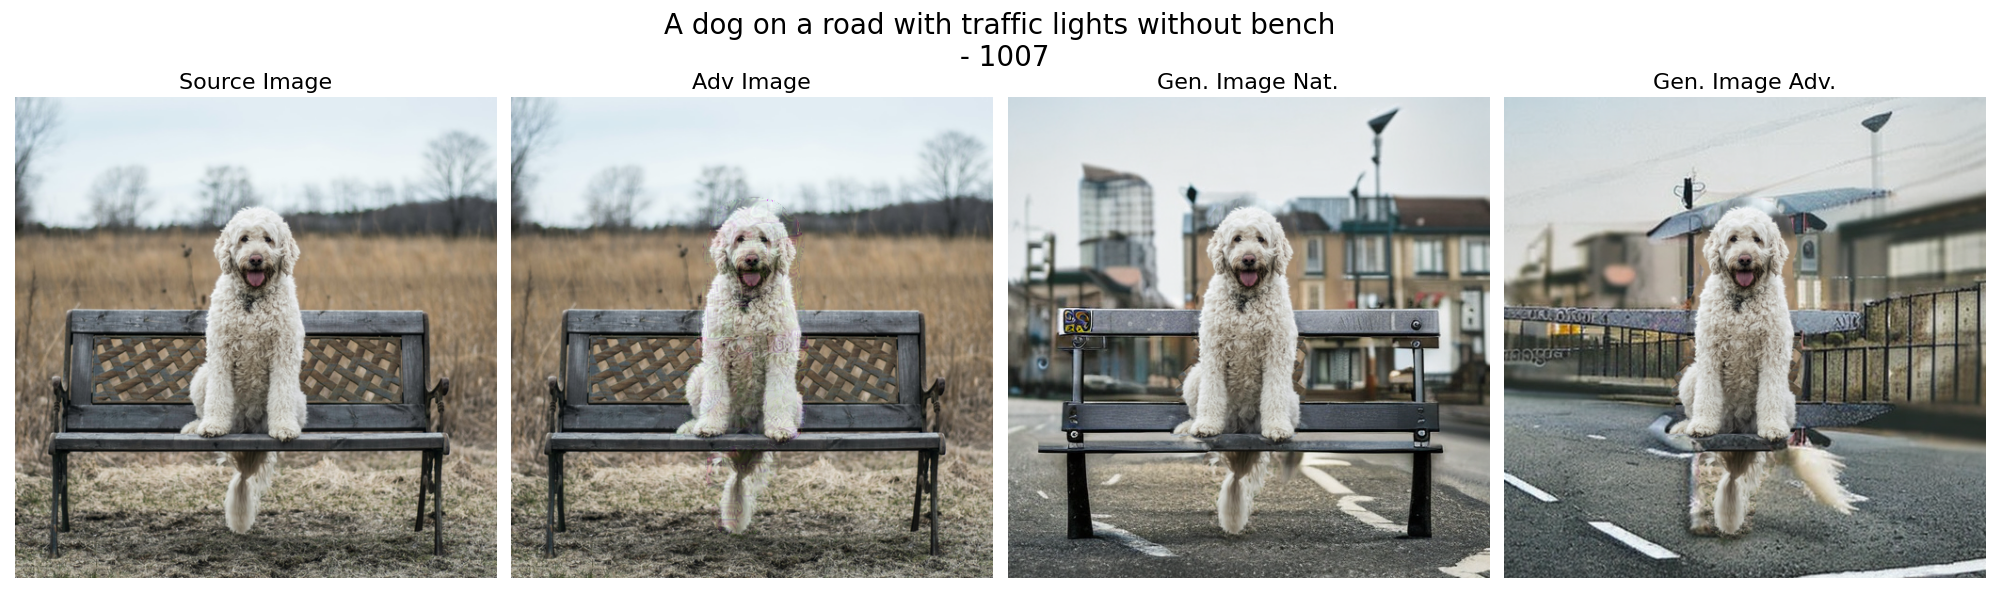 A dog on a road with traffic lights without bench
- 1007
Source Image
Adv Image
Gen. Image Nat.
Gen. Image Adv.